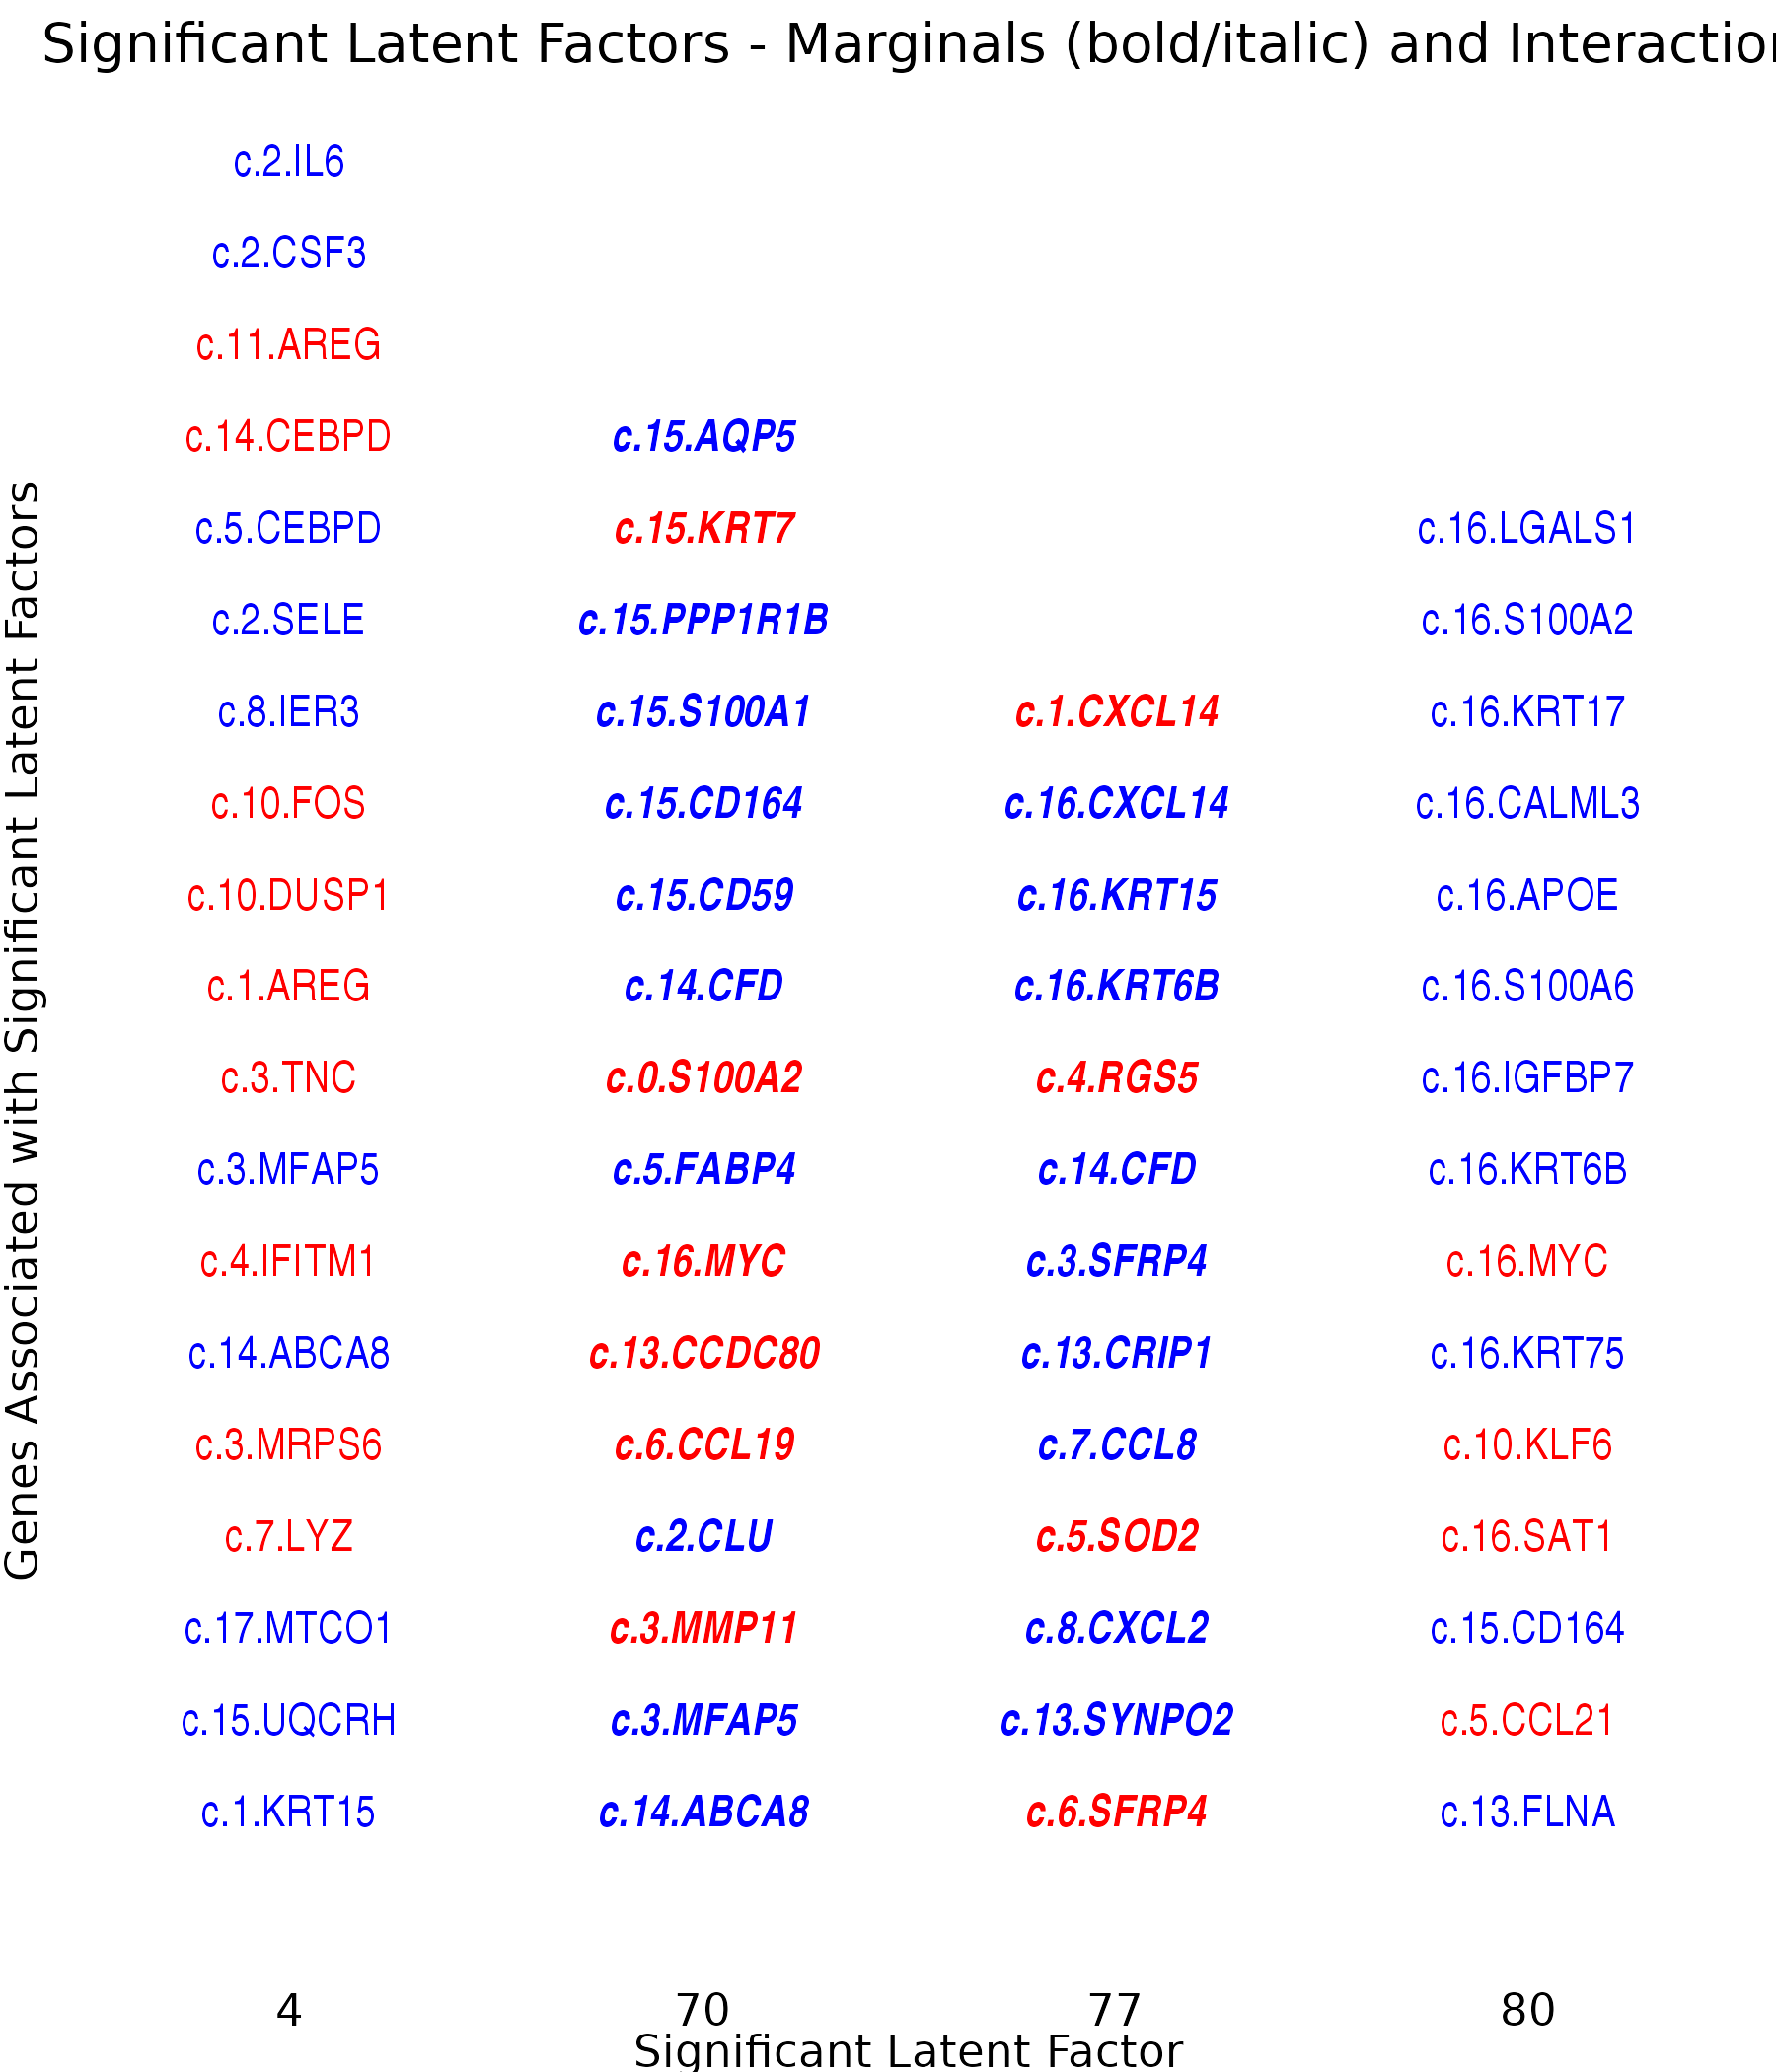 Significant Latent Factors - Marginals (bold/italic) and Interaction
Genes Associated with Significant Latent Factors
c.2.IL6
c.2.CSF3
c.11.AREG
c.14.CEBPD c.15.AQP5
c.5.CEBPD c.15.KRT7 c.16.LGALS1
c.2.SELE c.15.PPP1R1B c.16.S100A2
c.8.IER3 c.15.S100A1 c.1.CXCL14 c.16.KRT17
c.10.FOS c.15.CD164 c.16.CXCL14 c.16.CALML3
c.10.DUSP1 c.15.CD59 c.16.KRT15 c.16.APOE
c.1.AREG c.14.CFD c.16.KRT6B c.16.S100A6
c.3.TNC c.0.S100A2 c.4.RGS5 c.16.IGFBP7
c.3.MFAP5 c.5.FABP4 c.14.CFD c.16.KRT6B
c.4.IFITM1 c.16.MYC c.3.SFRP4 c.16.MYC
c.14.ABCA8 c.13.CCDC80 c.13.CRIP1 c.16.KRT75
c.3.MRPS6 c.6.CCL19 c.7.CCL8 c.10.KLF6
c.7.LYZ c.2.CLU c.5.SOD2 c.16.SAT1
c.17.MTCO1 c.3.MMP11 c.8.CXCL2 c.15.CD164
c.15.UQCRH c.3.MFAP5 c.13.SYNPO2 c.5.CCL21
c.1.KRT15 c.14.ABCA8 c.6.SFRP4 c.13.FLNA
4 70 77 80
Significant Latent Factor